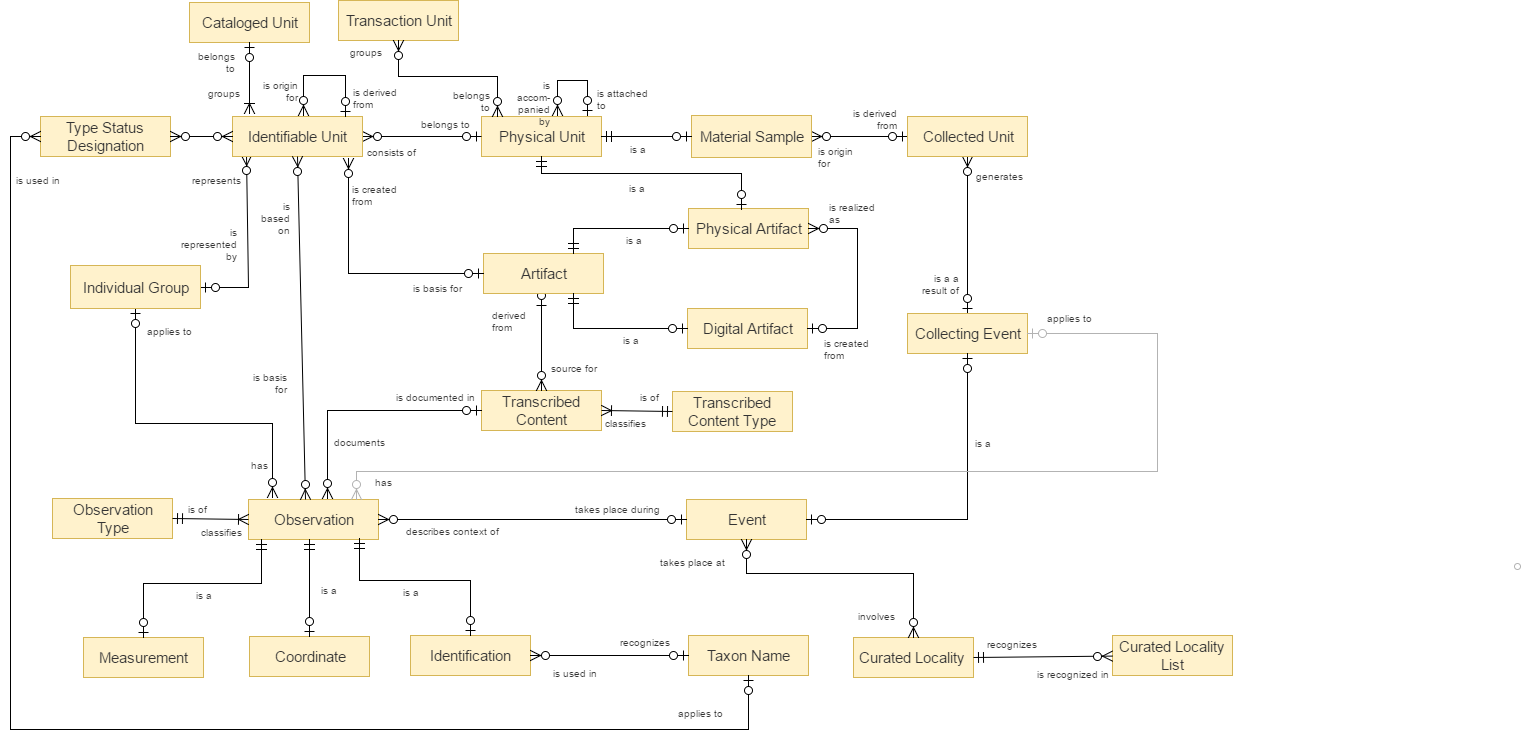 Cataloged Unit
Transaction Unit
belongs
to
groups
groups
is origin
for
is derived
from
belongs
to
is
accom-
panied
by
is attached
to
Type Status
Designation
Identifiable Unit
belongs to
consists of
Physical Unit
is a
Material Sample
is derived
from
is origin
for
Collected Unit
is used in
represents
is created
from
is a
generates
is
based
on
is
represented
by
is realized
as
Physical Artifact
is a
Individual Group
Artifact
is basis for
is a a
result of
applies to
derived
from
Digital Artifact
is a
is created
from
Collecting Event
applies to
is basis
for
source for
is documented in
Transcribed
Content
is of
classifies
Transcribed
Content Type
documents
is a
has
has
Observation
Type
is of
classifies
Observation
takes place during
describes context of
Event
takes place at
is a
is a
is a
involves
Measurement
Coordinate
Identification
recognizes
is used in
Taxon Name
Curated Locality
recognizes
is recognized in
Curated Locality
List
applies to